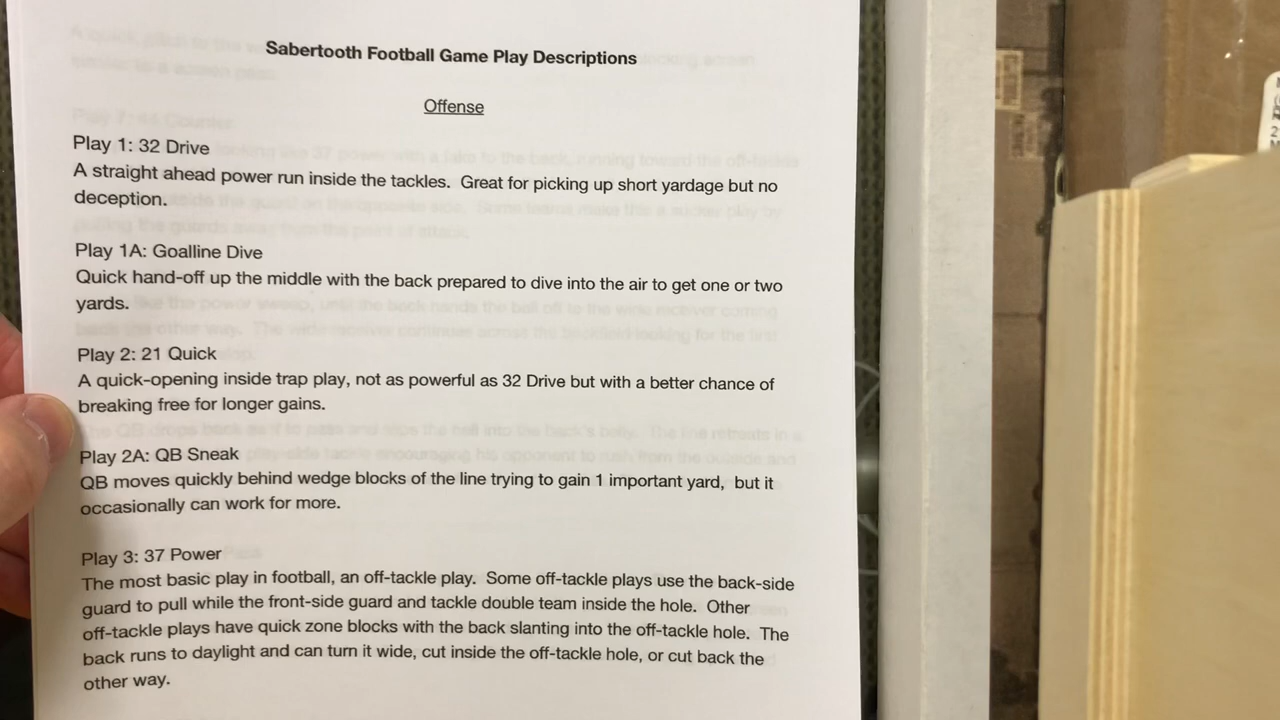 Sabertooth Football Game Play Descriptions
Offense
Play 1: 32 Drive
A straight ahead power run inside the tackles. Great for picking up short yardage but no
deception.
Play 1A: Goalline Dive
Quick hand-off up the middle with the back prepared to dive into the air to get one or two
yards.
Play 2: 21 Quick
A quick-opening inside trap play, not as powerful as 32 Drive but with a better chance of
breaking free for longer gains.
Play 2A: QB Sneak
QB moves quickly behind wedge blocks of the line trying to gain 1 important yard, but it
occasionally can work for more.
Play 3: 37 Power
The most basic play in football, an off-tackle play. Some off-tackle plays use the back-side
guard to pull while the front-side guard and tackle double team inside the hole. Other
off-tackle plays have quick zone blocks with the back slanting into the off-tackle hole. The
back runs to daylight and can turn it wide, cut inside the off-tackle hole, or cut back the
other way.